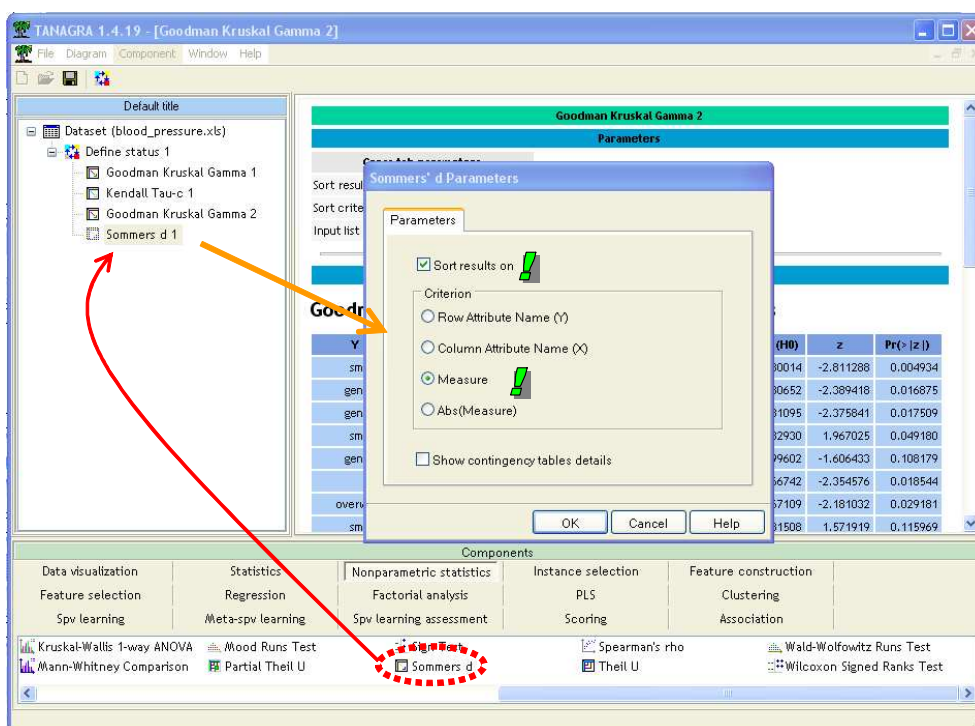 TANAGRA 1.4.19 - [Goodman Kruskal Gamma 2]
File Diagram Component Window Help
Default title
Dataset (blood_pressure.xls)
Define status 1
Goodman Kruskal Gamma 1
Kendall Tau-c 1
Goodman Kruskal Gamma 2
Sommers d 1
Goodman Kruskal Gamma 2
Parameters
Sort resul
Sort crite
Input list
Goodr
Y (H0) z Pr(>|z|)
sm 30014 -2.811288 0.004934
gen 30652 -2.389418 0.016875
gen 31095 -2.375841 0.017509
sm 32930 1.967025 0.049180
gen 99602 -1.606433 0.108179
56742 -2.354576 0.018544
overw 57109 -2.181032 0.029181
sm 31508 1.571919 0.115969
Sommers' d Parameters
Parameters
Sort results on
Criterion
Row Attribute Name (Y)
Column Attribute Name (X)
Measure
Abs(Measure)
Show contingency tables details
OK Cancel Help
Components
Data visualization Statistics Nonparametric statistics Instance selection Feature construction
Feature selection Regression Factorial analysis PLS Clustering
Spv learning Meta-spv learning Spv learning assessment Scoring Association
Kruskal-Wallis 1-way ANOVA Mood Runs Test Sign Test Spearman's rho Wald-Wolfowitz Runs Test
Mann-Whitney Comparison Partial Theil U Sommers d Theil U Wilcoxon Signed Ranks Test